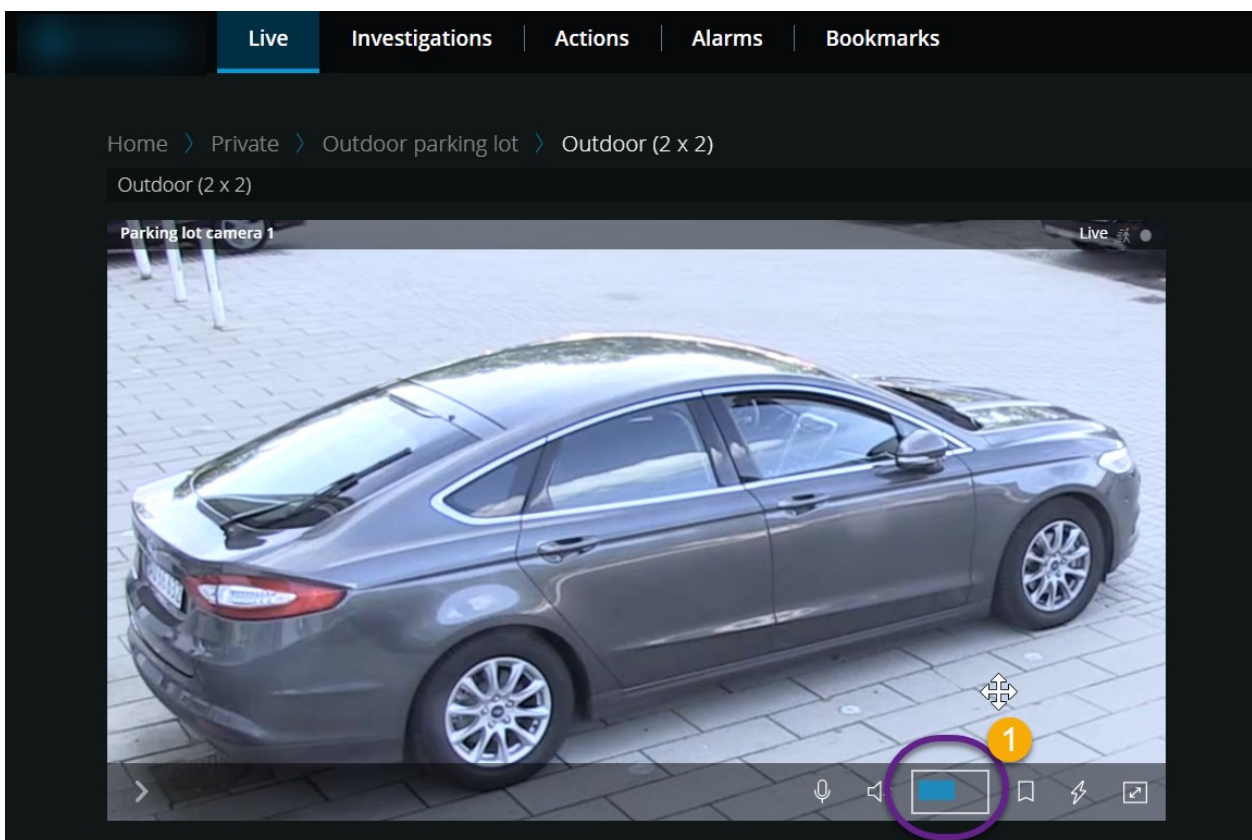 Live Investigations Actions Alarms Bookmarks
Home 〉 Private 〉 Outdoor parking lot 〉 Outdoor (2 x 2)
Outdoor (2 x 2)
Parking lot camera 1 Live
1